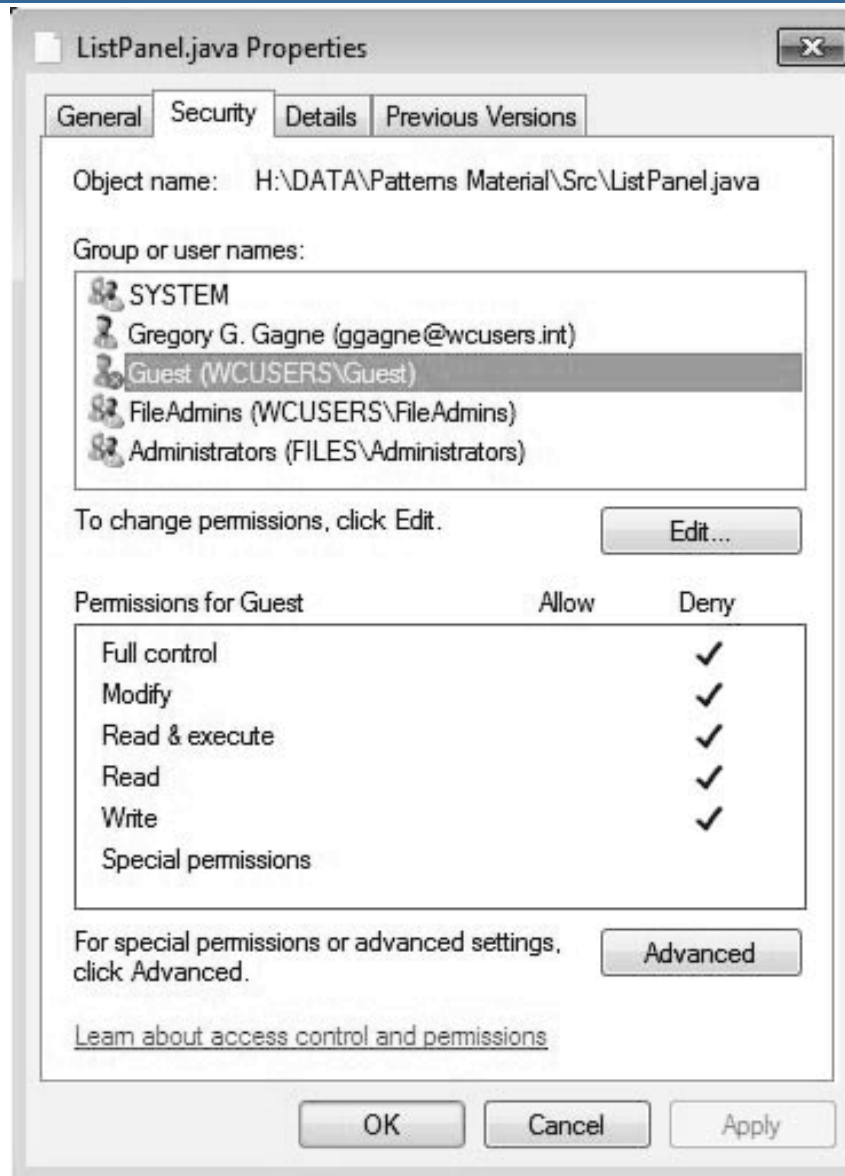 ListPanel.java Properties
General Security Details Previous Versions
Object name: H:\DATA\Patterns Material\Src\ListPanel.java
Group or user names:
SYSTEM
Gregory G. Gagne (ggagne@wcusers.int)
Guest (WCUSERS\Guest)
FileAdmins (WCUSERS\FileAdmins)
Administrators (FILES\Administrators)
To change permissions, click Edit. Edit...
Permissions for Guest Allow Deny
Full control
Modify
Read & execute
Read
Write
Special permissions
For special permissions or advanced settings, Advanced
click Advanced.
Learn about access control and permissions
OK Cancel Apply